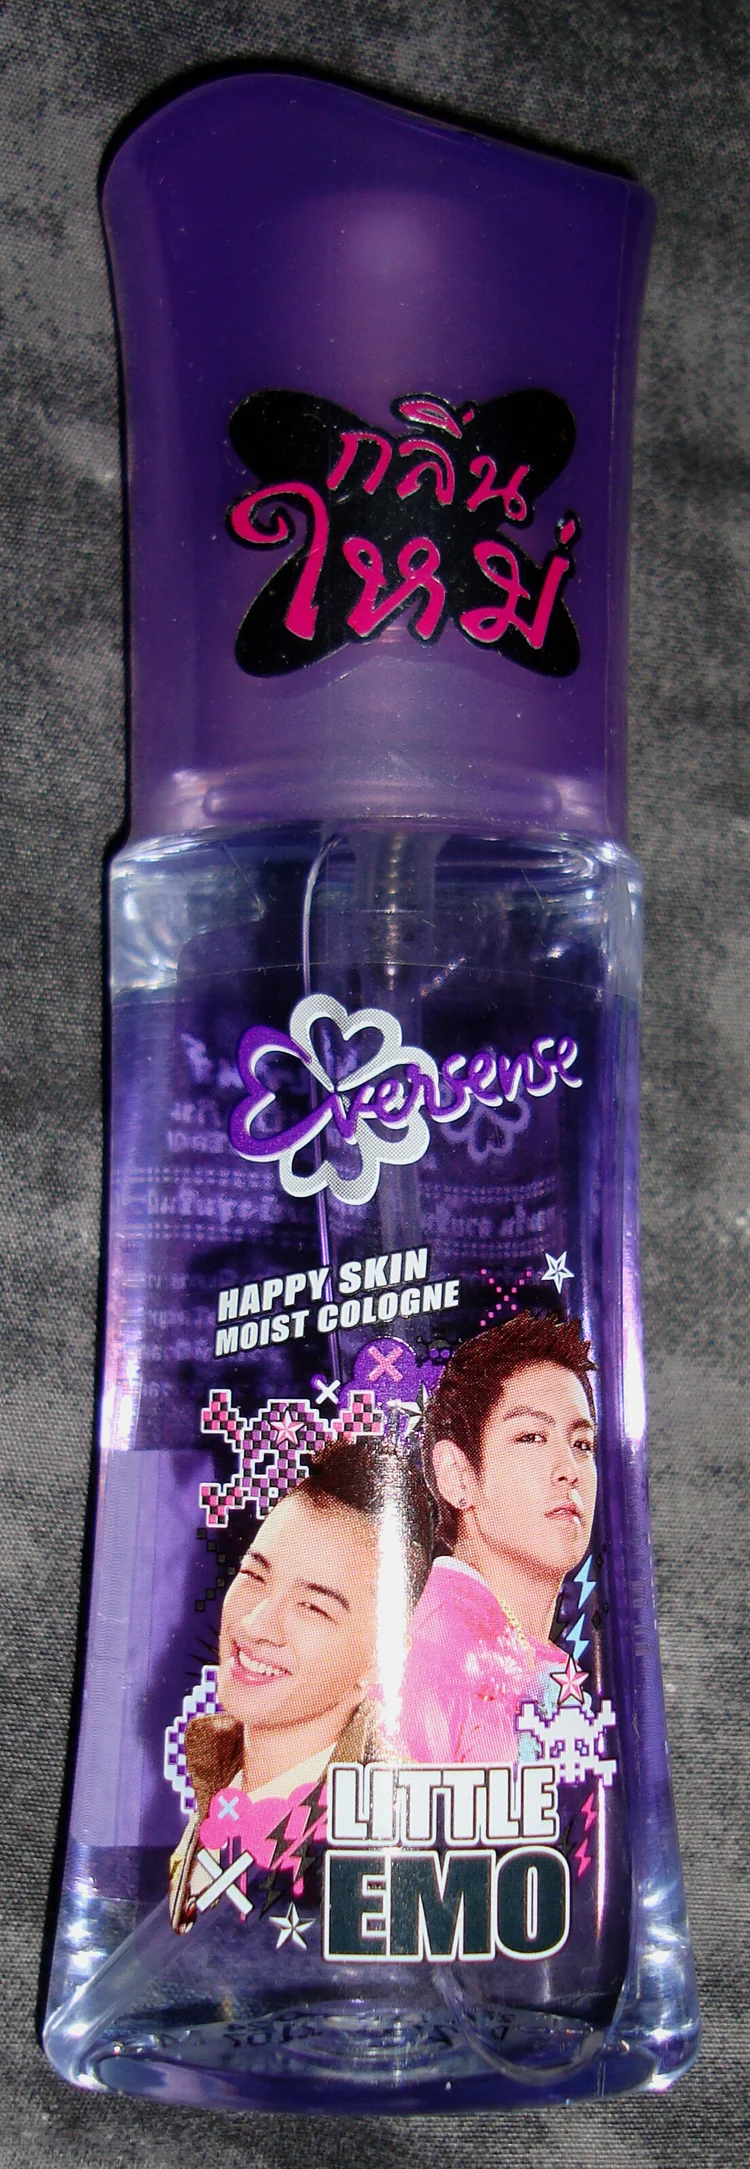 กลิ่น
ใหม่
Eversense
HAPPY SKIN
MOIST COLOGNE
LITTLE
EMO